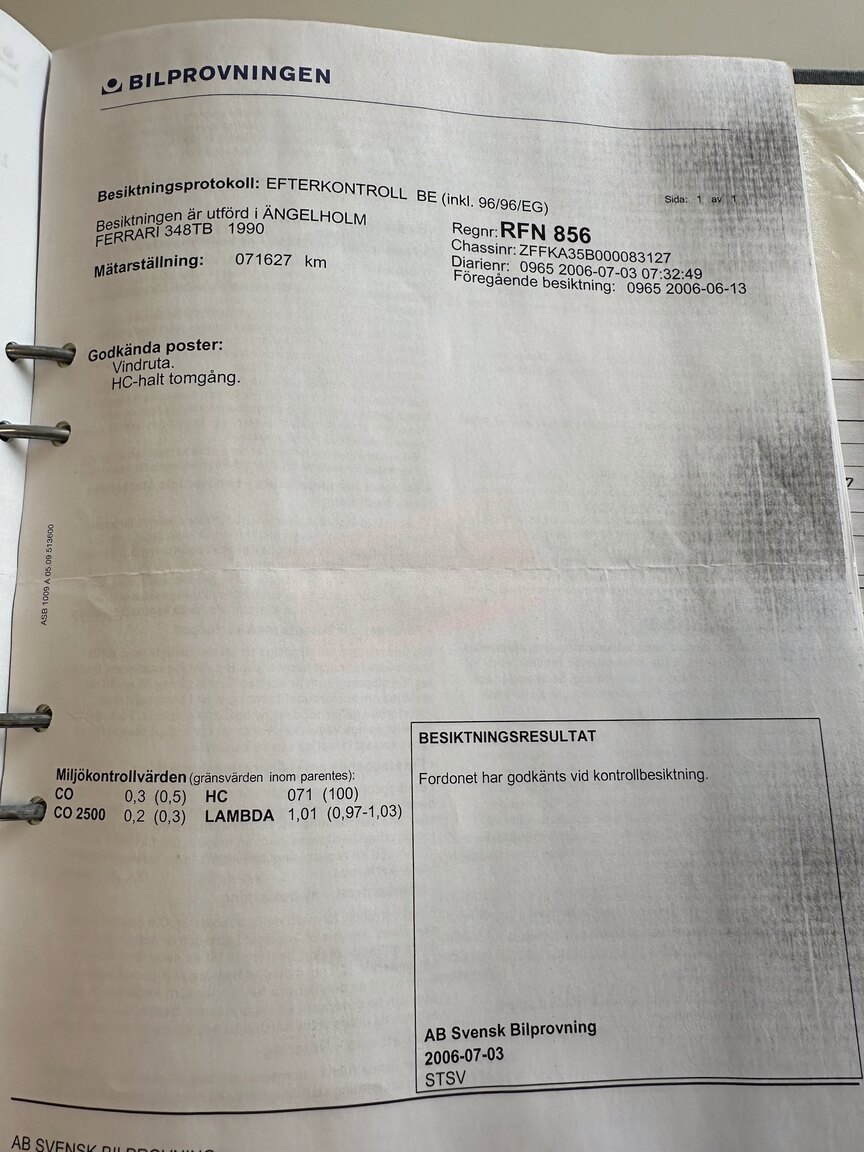 BILPROVNINGEN
Besiktningsprotokoll: EFTERKONTROLL BE (inkl. 96/96/EG)
Sida: 1 av 1
Besiktningen är utförd i ÄNGELHOLM
FERRARI 348TB 1990
Mätarställning: 071627 km
Regnr: RFN 856
Chassinr: ZFFKA35B000083127
Diarienr: 0965 2006-07-03 07:32:49
Föregående besiktning: 0965 2006-06-13
Godkända poster:
Vindruta.
HC-halt tomgång.
ASB 1009 A 05.09 513600
Miljökontrollvärden (gränsvärden inom parentes):
CO 0,3 (0,5) HC 071 (100)
CO 2500 0,2 (0,3) LAMBDA 1,01 (0,97-1,03)
BESIKTNINGSRESULTAT
Fordonet har godkänts vid kontrollbesiktning.
AB Svensk Bilprovning
2006-07-03
STSV
AB SVENSK BILPROVNING